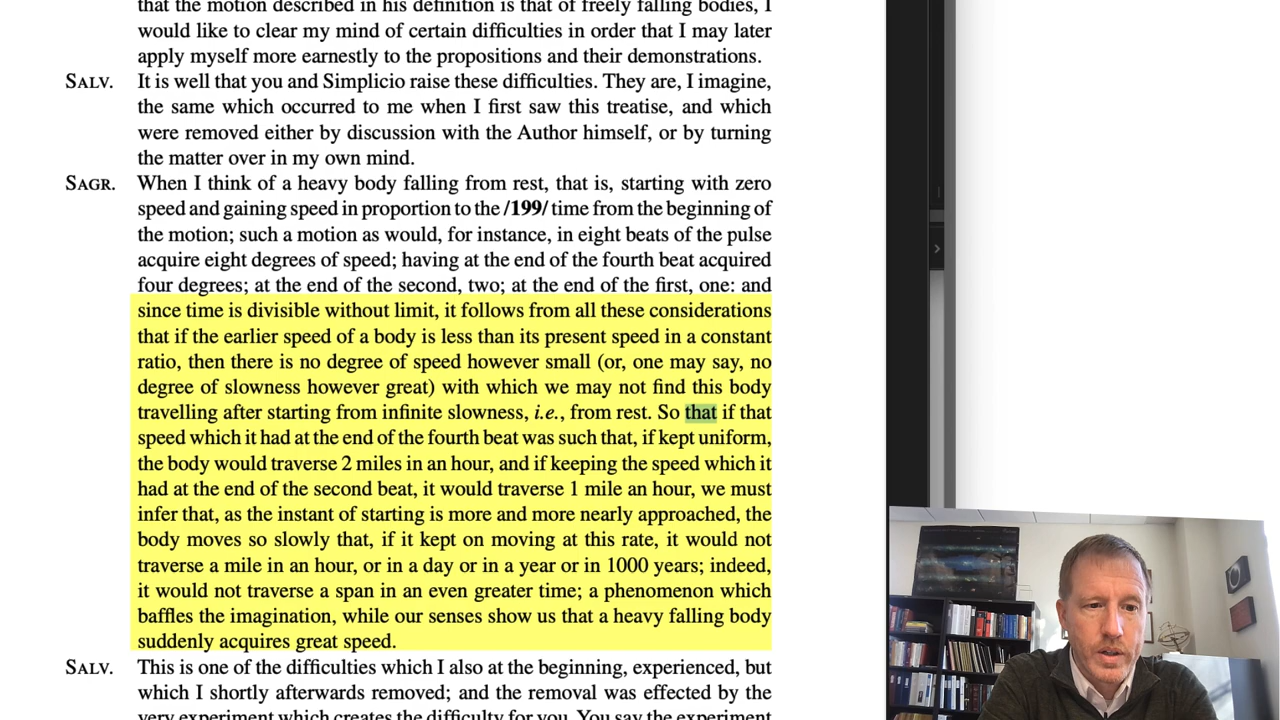 that the motion described in his definition is that of freely falling bodies, I
would like to clear my mind of certain difficulties in order that I may later
apply myself more earnestly to the propositions and their demonstrations.
SALV. It is well that you and Simplicio raise these difficulties. They are, I imagine,
the same which occurred to me when I first saw this treatise, and which
were removed either by discussion with the Author himself, or by turning
the matter over in my own mind.
SAGR. When I think of a heavy body falling from rest, that is, starting with zero
speed and gaining speed in proportion to the /199/ time from the beginning of
the motion; such a motion as would, for instance, in eight beats of the pulse
acquire eight degrees of speed; having at the end of the fourth beat acquired
four degrees; at the end of the second, two; at the end of the first, one: and
since time is divisible without limit, it follows from all these considerations
that if the earlier speed of a body is less than its present speed in a constant
ratio, then there is no degree of speed however small (or, one may say, no
degree of slowness however great) with which we may not find this body
travelling after starting from infinite slowness, i.e., from rest. So that if that
speed which it had at the end of the fourth beat was such that, if kept uniform,
the body would traverse 2 miles in an hour, and if keeping the speed which it
had at the end of the second beat, it would traverse 1 mile an hour, we must
infer that, as the instant of starting is more and more nearly approached, the
body moves so slowly that, if it kept on moving at this rate, it would not
traverse a mile in an hour, or in a day or in a year or in 1000 years; indeed,
it would not traverse a span in an even greater time; a phenomenon which
baffles the imagination, while our senses show us that a heavy falling body
suddenly acquires great speed.
SALV. This is one of the difficulties which I also at the beginning, experienced, but
which I shortly afterwards removed; and the removal was effected by the
very experiment which creates the difficulty for you. You say the experiment